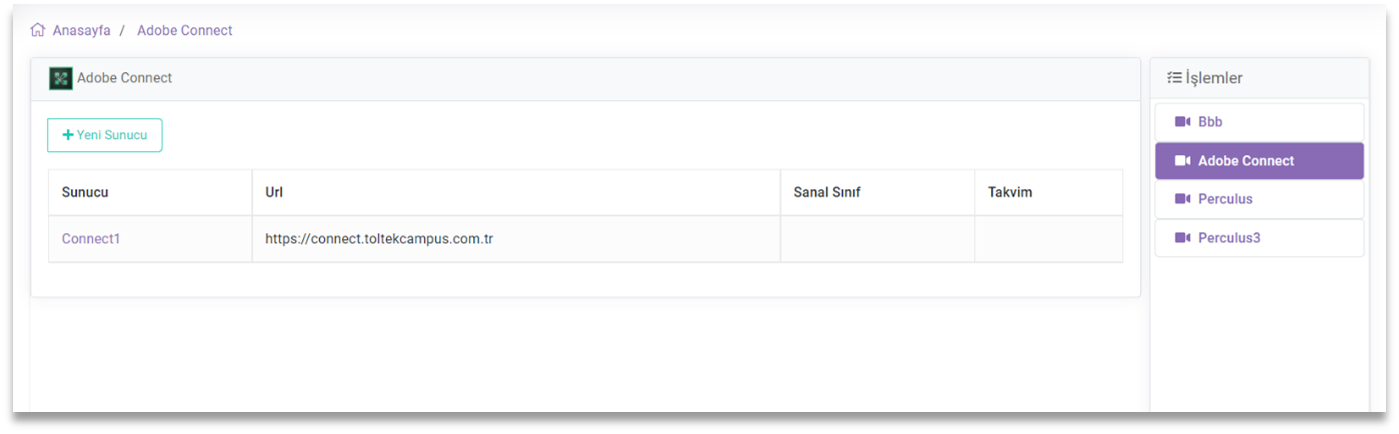 Anasayfa / Adobe Connect
Adobe Connect
+ Yeni Sunucu
Sunucu Url Sanal Sınıf Takvim
Connect1 https://connect.toltekcampus.com.tr
İşlemler
Bbb
Adobe Connect
Perculus
Perculus3